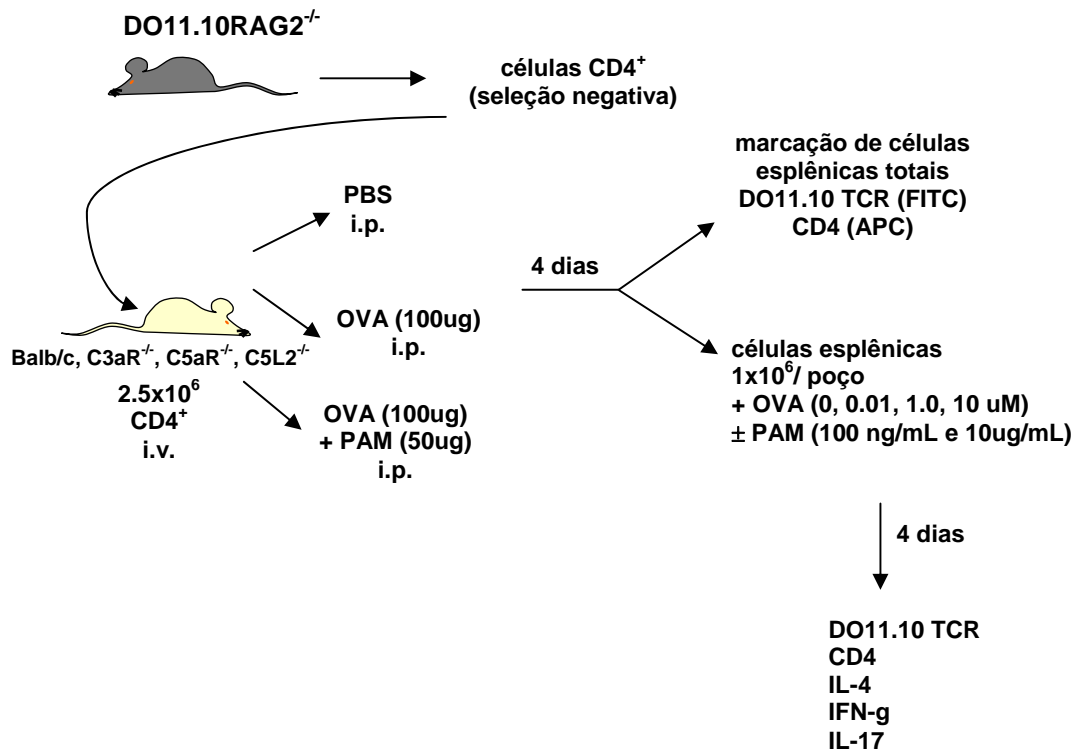 DO11.10RAG2-/-
células CD4+
(seleção negativa)
marcação de células
esplênicas totais
DO11.10 TCR (FITC)
CD4 (APC)
PBS
i.p.
4 dias
OVA (100ug)
i.p.
Balb/c, C3aR-/-, C5aR-/-, C5L2-/-
2.5x10⁶
CD4+
i.v.
OVA (100ug)
+ PAM (50ug)
i.p.
células esplênicas
1x10⁶/ poço
+ OVA (0, 0.01, 1.0, 10 uM)
± PAM (100 ng/mL e 10ug/mL)
4 dias
DO11.10 TCR
CD4
IL-4
IFN-g
IL-17